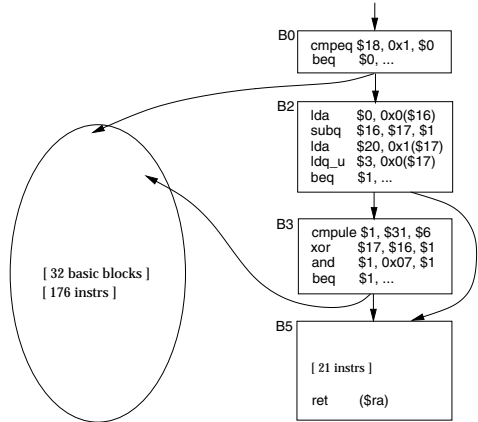 B0
cmpeq $18, 0x1, $0
beq $0, ...
B2
lda $0, 0x0($16)
subq $16, $17, $1
lda $20, 0x1($17)
ldq_u $3, 0x0($17)
beq $1, ...
B3
cmpule $1, $31, $6
xor $17, $16, $1
and $1, 0x07, $1
beq $1, ...
[ 32 basic blocks ]
[ 176 instrs ]
B5
[ 21 instrs ]
ret ($ra)